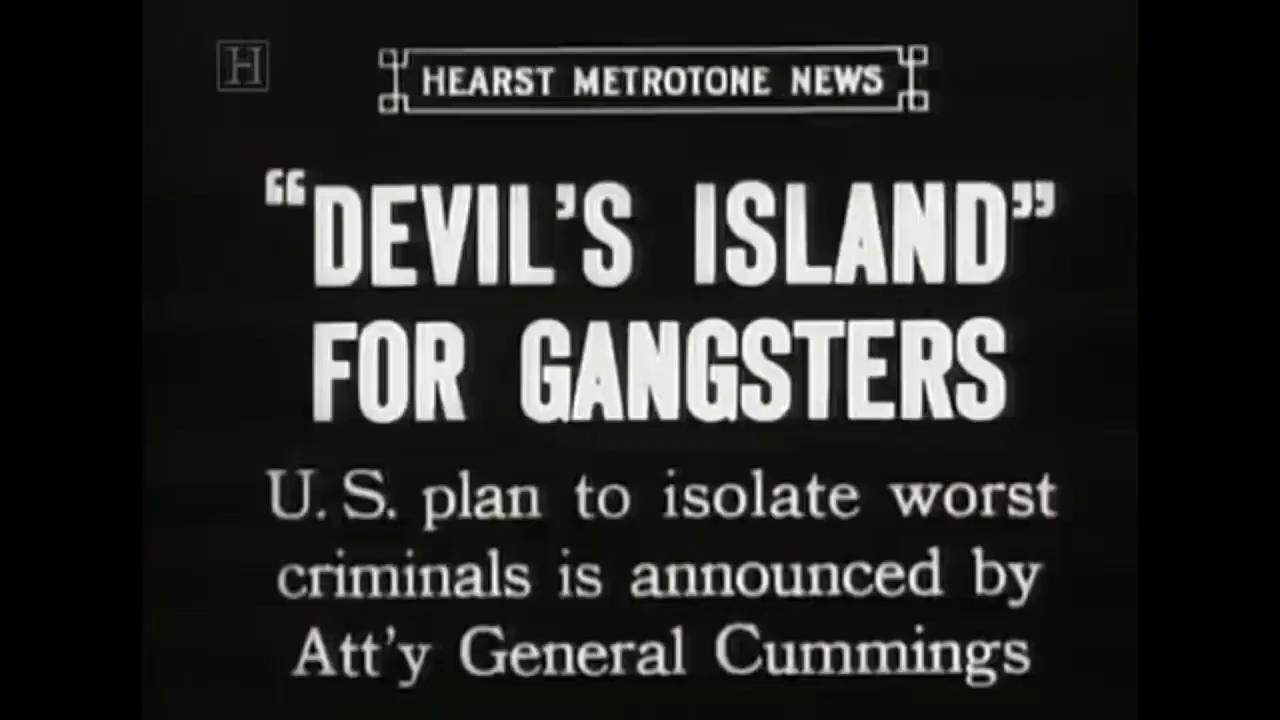 H
HEARST METROTONE NEWS
“DEVIL’S ISLAND”
FOR GANGSTERS
U. S. plan to isolate worst
criminals is announced by
Att’y General Cummings